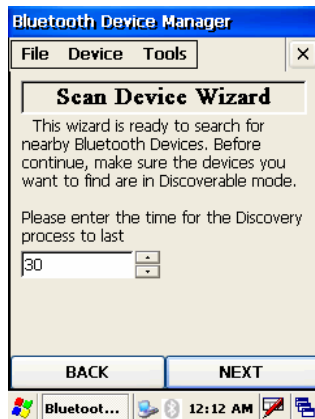 Bluetooth Device Manager
File Device Tools ×
Scan Device Wizard
This wizard is ready to search for
nearby Bluetooth Devices. Before
continue, make sure the devices you
want to find are in Discoverable mode.
Please enter the time for the Discovery
process to last
30
BACK NEXT
Bluetoot... 12:12 AM